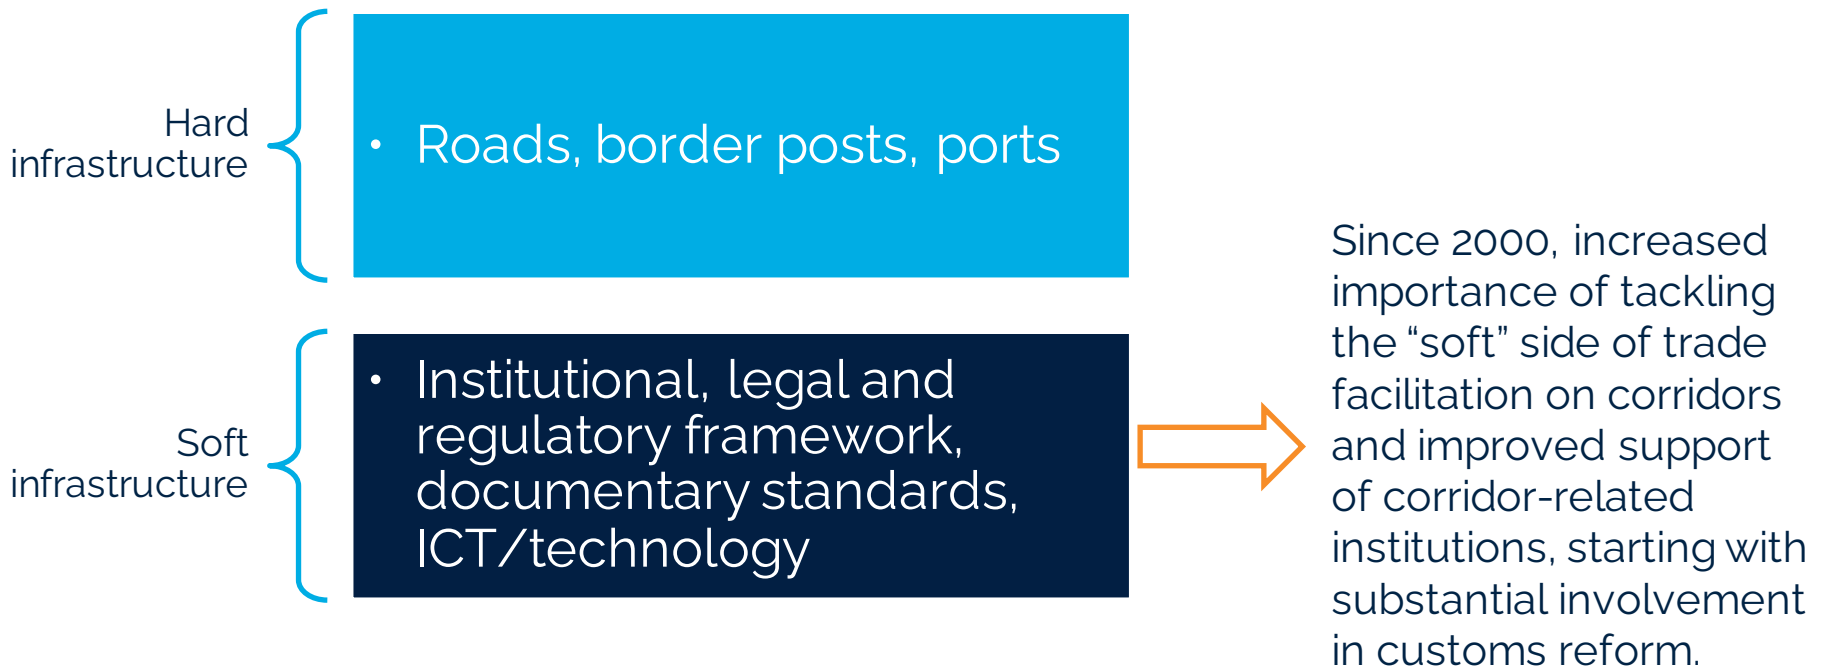 Hard
infrastructure
• Roads, border posts, ports
Soft
infrastructure
• Institutional, legal and
regulatory framework,
documentary standards,
ICT/technology
Since 2000, increased
importance of tackling
the “soft” side of trade
facilitation on corridors
and improved support
of corridor-related
institutions, starting with
substantial involvement
in customs reform.